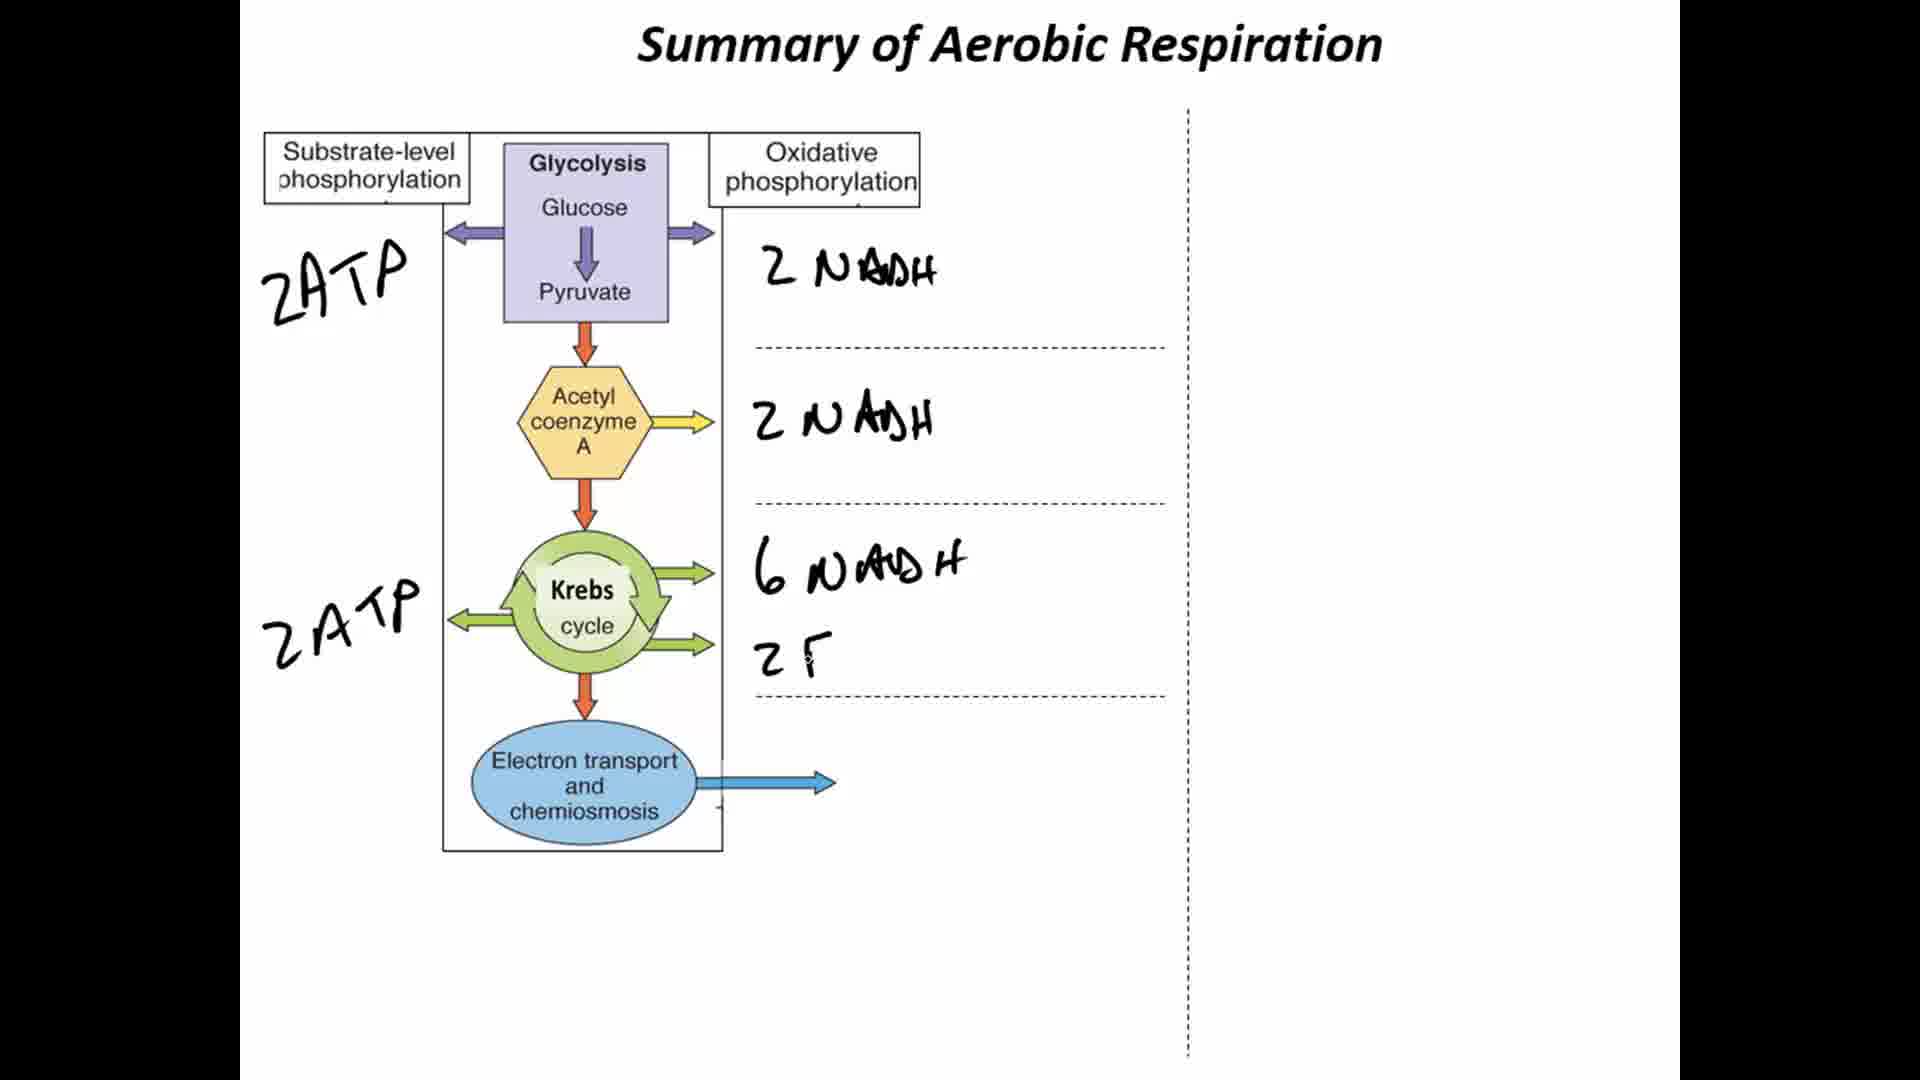 Summary of Aerobic Respiration
Substrate-level
phosphorylation
Glycolysis
Glucose
Pyruvate
Oxidative
phosphorylation
2ATP
2 NADH
Acetyl
coenzyme
A
2 NADH
Krebs
cycle
2ATP
6 NADH
2 F
Electron transport
and
chemiosmosis